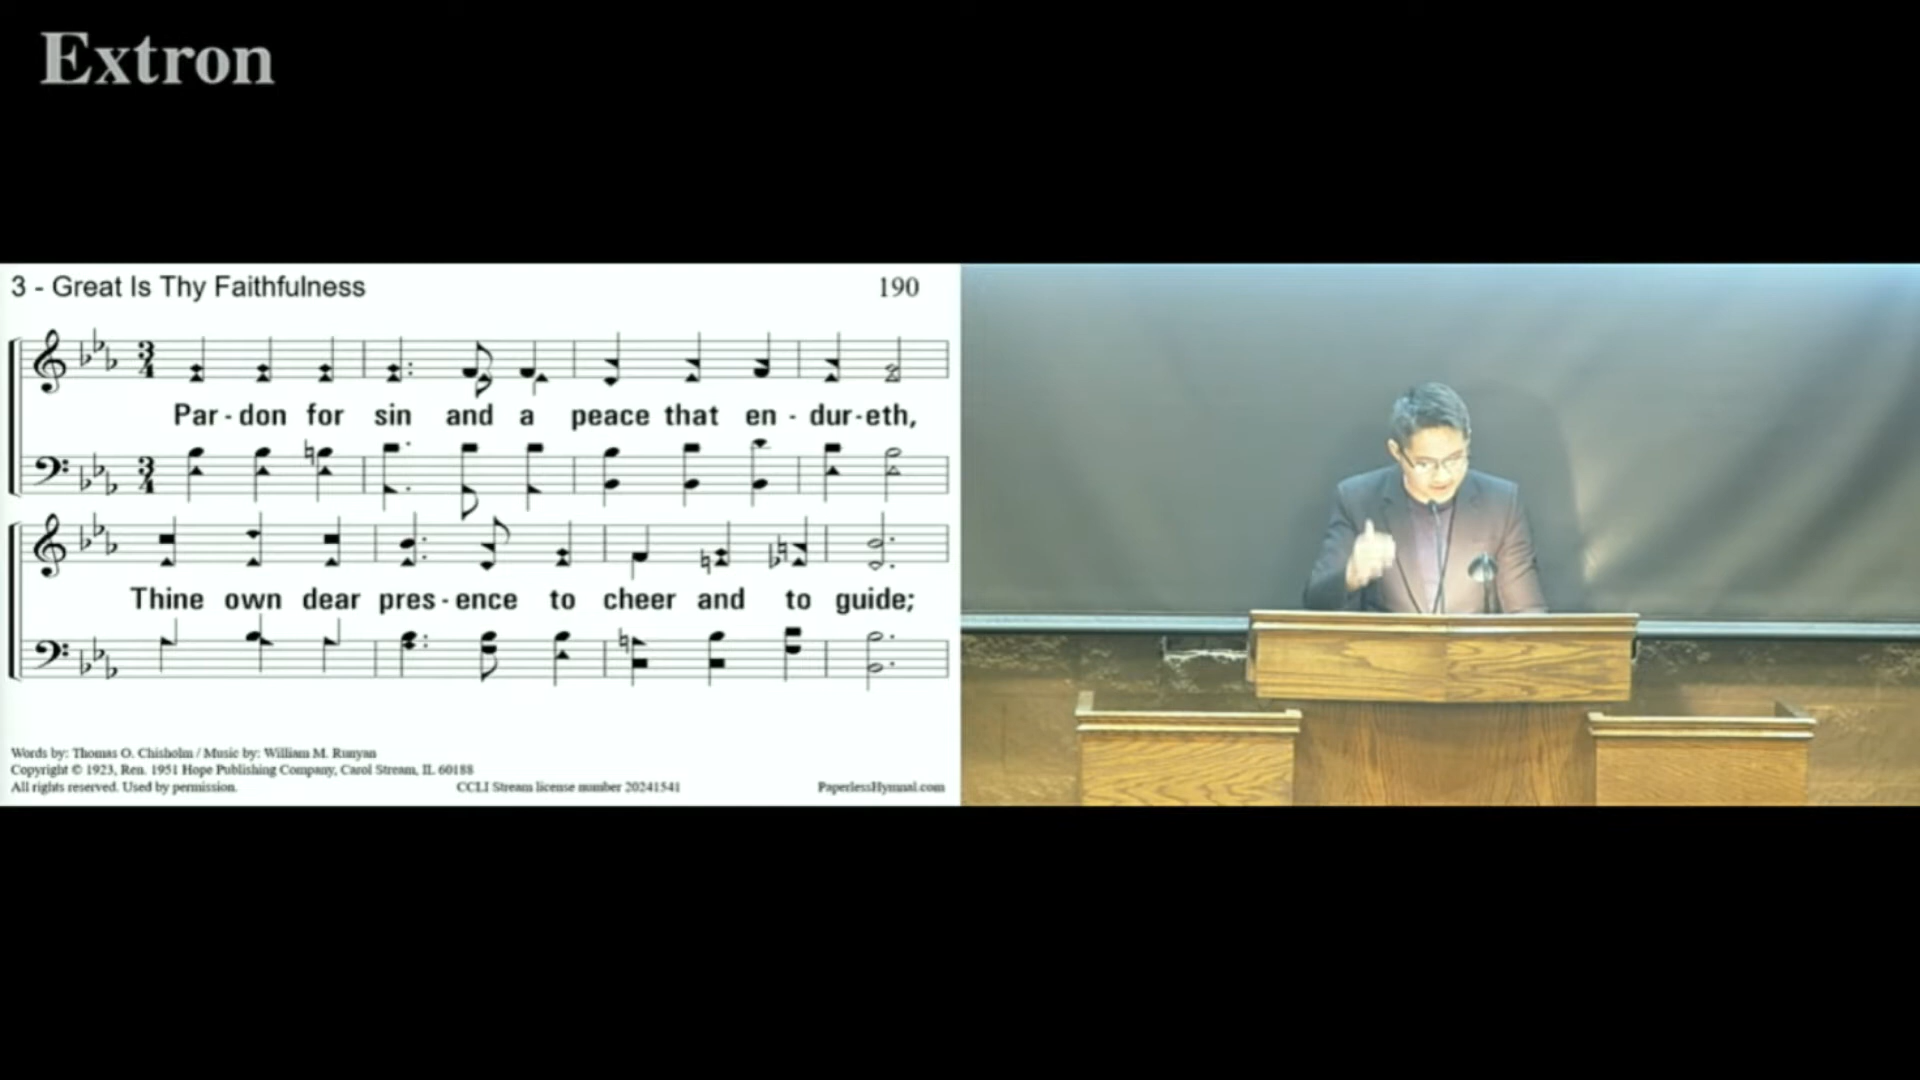 Extron
3 - Great Is Thy Faithfulness 190
Par - don for sin and a peace that en - dur - eth,
Thine own dear pres - ence to cheer and to guide;
Words by: Thomas O. Chisholm / Music by: William M. Runyan
Copyright © 1923, Ren. 1951 Hope Publishing Company, Carol Stream, IL 60188
All rights reserved. Used by permission. CCLI Stream license number 20241541 PaperlessHymnal.com